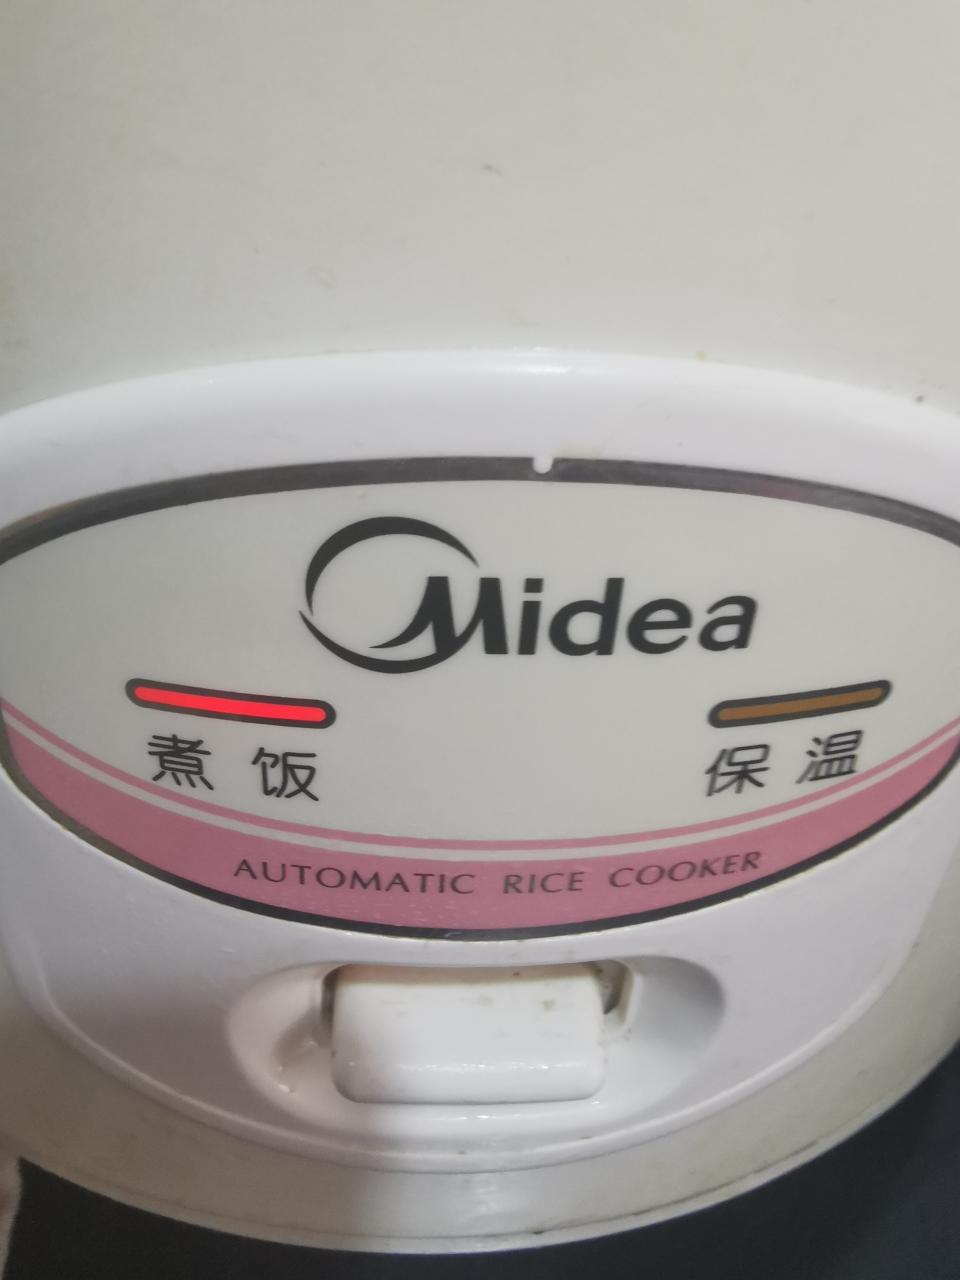 Midea
煮饭
保温
AUTOMATIC RICE COOKER